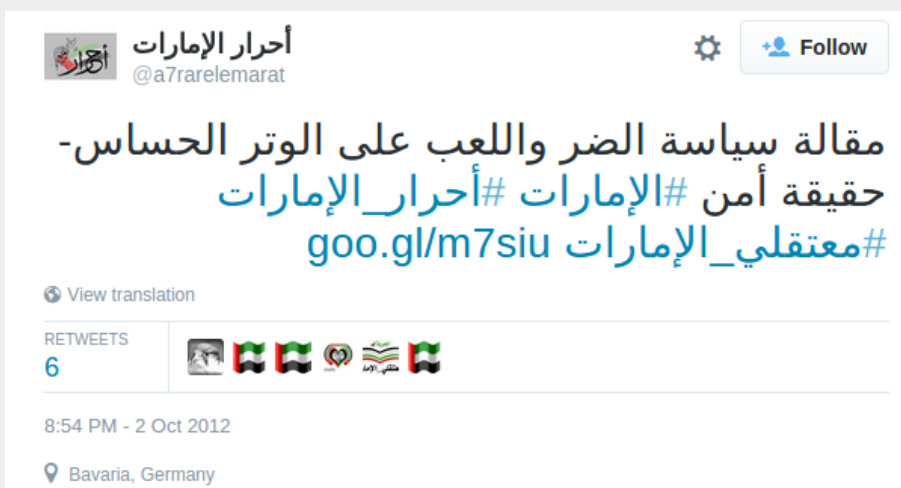 أحرار الإمارات
@a7rarelemarat
Follow
أحرار
مقالة سياسة الضر واللعب على الوتر الحساس-
حقيقة أمن #الإمارات #أحرار_الإمارات
#معتقلي_الإمارات goo.gl/m7siu
View translation
RETWEETS
6
8:54 PM - 2 Oct 2012
Bavaria, Germany